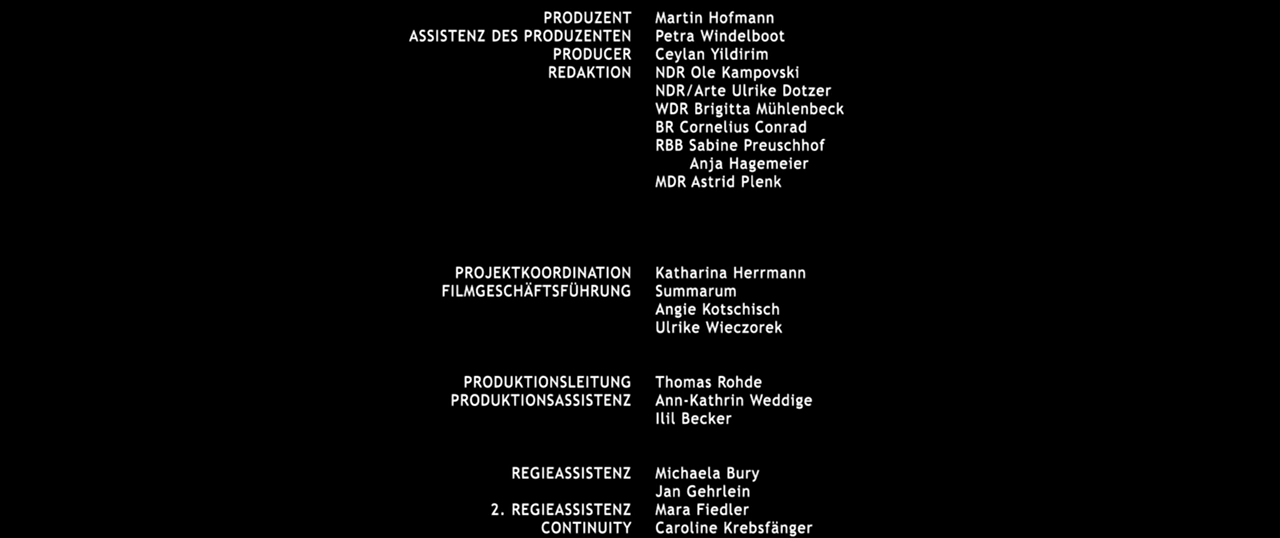 PRODUZENT Martin Hofmann
ASSISTENZ DES PRODUZENTEN Petra Windelboot
PRODUCER Ceylan Yildirim
REDAKTION NDR Ole Kampovski
NDR/Arte Ulrike Dotzer
WDR Brigitta Mühlenbeck
BR Cornelius Conrad
RBB Sabine Preuschhof
Anja Hagemeier
MDR Astrid Plenk
PROJEKTKOORDINATION Katharina Herrmann
FILMGESCHÄFTSFÜHRUNG Summarum
Angie Kotschisch
Ulrike Wieczorek
PRODUKTIONSLEITUNG Thomas Rohde
PRODUKTIONSASSISTENZ Ann-Kathrin Weddige
Ilil Becker
REGIEASSISTENZ Michaela Bury
Jan Gehrlein
2. REGIEASSISTENZ Mara Fiedler
CONTINUITY Caroline Krebsfänger